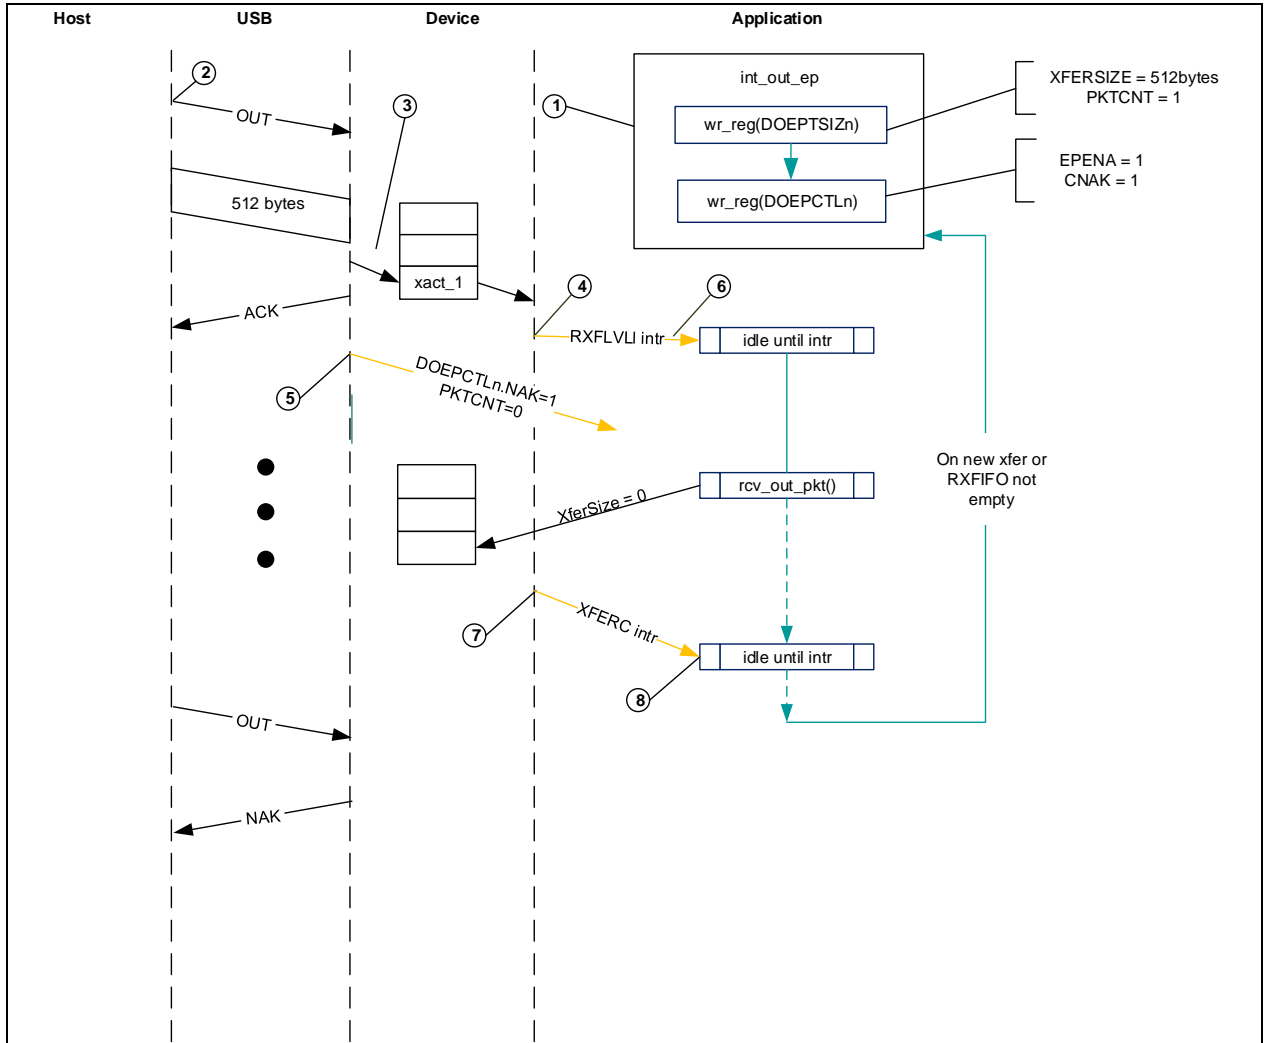 Host
USB
Device
Application
2
OUT
3
1
int_out_ep
wr_reg(DOEPTSIZn)
wr_reg(DOEPCTLn)
XFERSIZE = 512bytes
PKTCNT = 1
EPENA = 1
CNAK = 1
512 bytes
xact_1
ACK
4
6
RXFLVLI intr
idle until intr
5
DOEPCTLn.NAK=1
PKTCNT=0
On new xfer or
RXFIFO not
empty
rcv_out_pkt()
XferSize = 0
7
XFERC intr
idle until intr
8
OUT
NAK